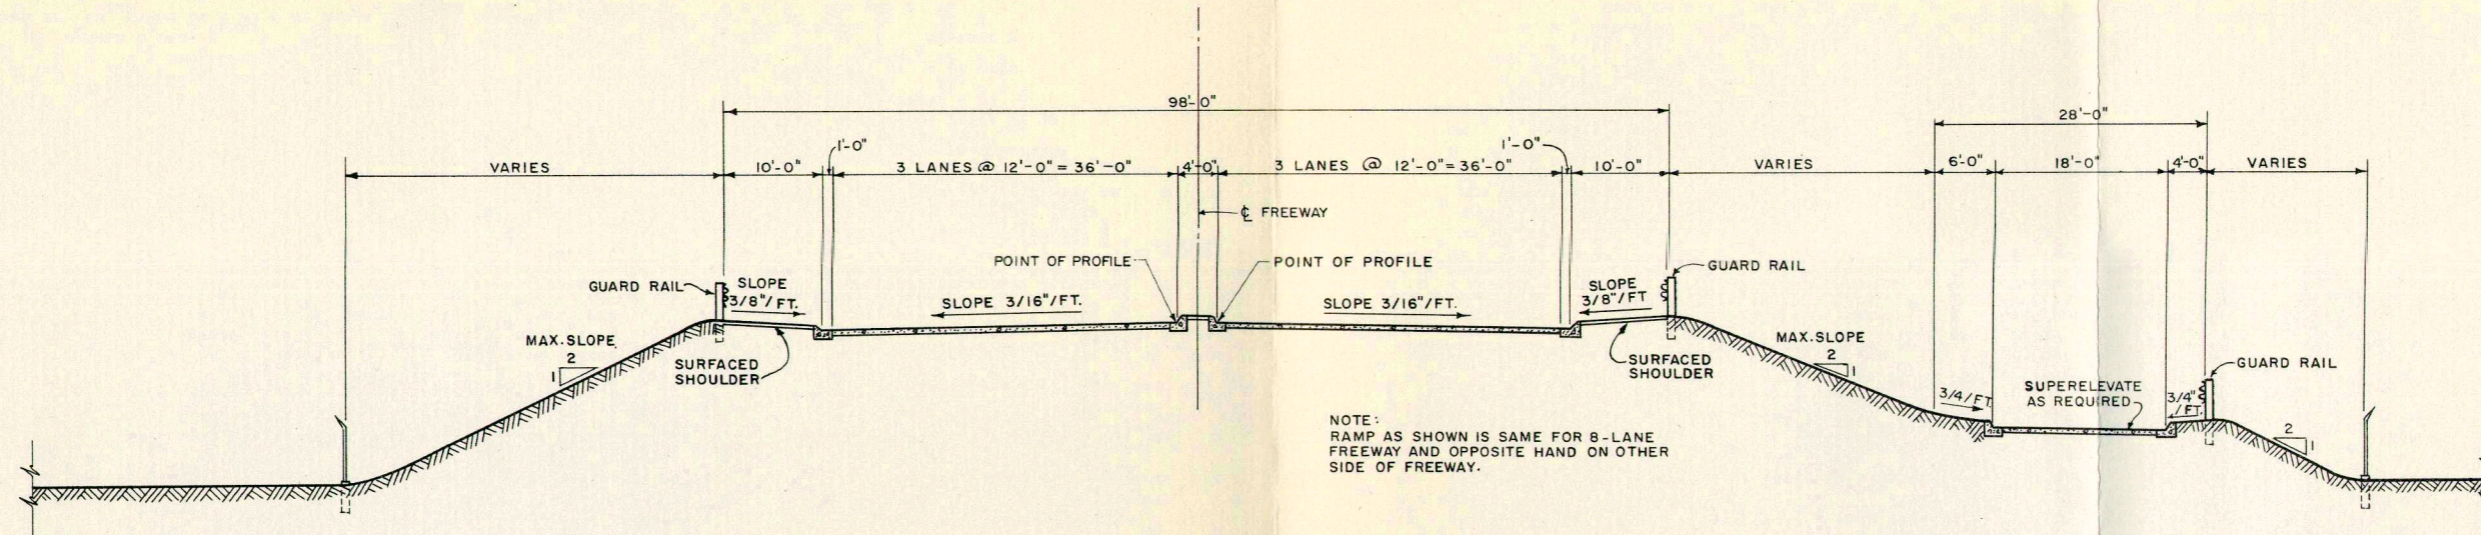 98'-0"
28'-0"
1'-0"
1'-0"
VARIES
10'-0"
3 LANES @ 12'-0" = 36'-0"
4'-0"
3 LANES @ 12'-0" = 36'-0"
10'-0"
VARIES
6'-0"
18'-0"
4'-0"
VARIES
℄ FREEWAY
POINT OF PROFILE
POINT OF PROFILE
GUARD RAIL
SLOPE
3/8"/FT.
SLOPE 3/16"/FT.
SLOPE 3/16"/FT.
SLOPE
3/8"/FT
GUARD RAIL
MAX. SLOPE
2
1
SURFACED
SHOULDER
SURFACED
SHOULDER
MAX. SLOPE
2
1
3/4/FT
SUPERELEVATE
AS REQUIRED
3/4"
/FT.
GUARD RAIL
2
1
NOTE:
RAMP AS SHOWN IS SAME FOR 8-LANE
FREEWAY AND OPPOSITE HAND ON OTHER
SIDE OF FREEWAY.